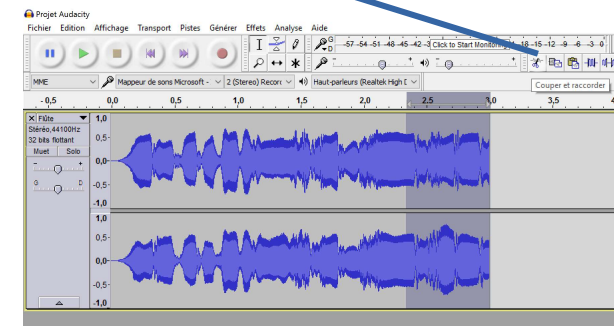 Projet Audacity
Fichier Edition Affichage Transport Pistes Générer Effets Analyse Aide
G D -57 -54 -51 -48 -45 -42 -3 Click to Start Monitoring -18 -15 -12 -9 -6 -3 0
MME Mappeur de sons Microsoft - 2 (Stereo) Recorc Haut-parleurs (Realtek High D
Couper et raccorder
-0,5 0,0 0,5 1,0 1,5 2,0 2,5 3,0 3,5
Flûte
Stéréo,44100Hz
32 bits flottant
Muet Solo
- +
G D
1,0
0,5-
0,0-
-0,5-
-1,0
1,0
0,5-
0,0-
-0,5-
-1,0